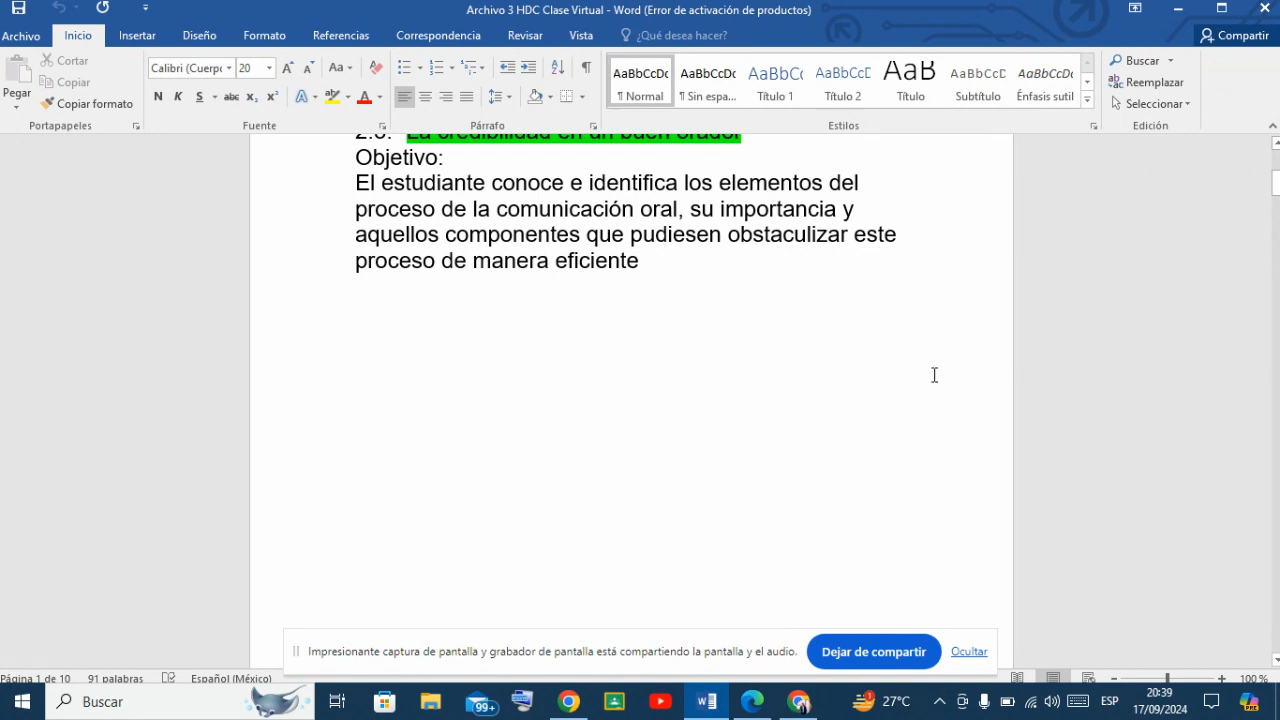 Archivo 3 HDC Clase Virtual - Word (Error de activación de productos)
Archivo Inicio Insertar Diseño Formato Referencias Correspondencia Revisar Vista ¿Qué desea hacer? Compartir
Pegar
Cortar
Copiar
Copiar formato
Portapapeles
Calibri (Cuerpo 20
Fuente
Párrafo
AaBbCcDc AaBbCcDc AaBbCc AaBbCcD AaB AaBbCcD AaBbCcDc
¶ Normal ¶ Sin espa... Título 1 Título 2 Título Subtítulo Énfasis sutil
Estilos
Buscar
Reemplazar
Seleccionar
Edición
La credibilidad en un buen orador
Objetivo:
El estudiante conoce e identifica los elementos del
proceso de la comunicación oral, su importancia y
aquellos componentes que pudiesen obstaculizar este
proceso de manera eficiente
Impresionante captura de pantalla y grabador de pantalla está compartiendo la pantalla y el audio. Dejar de compartir Ocultar
Página 1 de 10 91 palabras Español (México) 100 %
Buscar 99+ 1 27°C ESP 20:39
17/09/2024